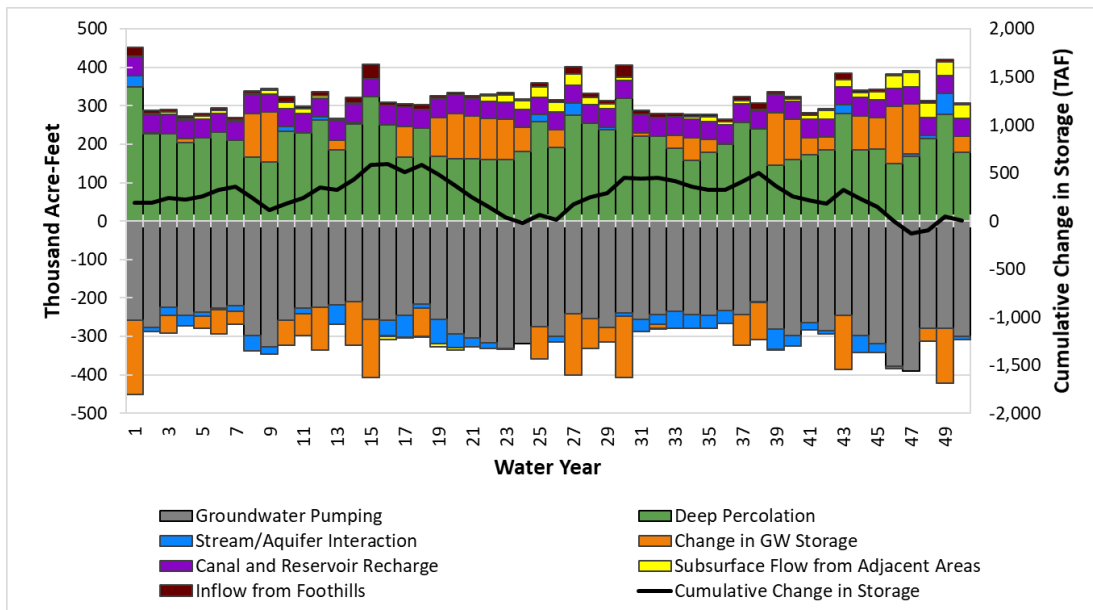 500
400
300
200
100
0
-100
-200
-300
-400
-500
Thousand Acre-Feet
2,000
1,500
1,000
500
0
-500
-1,000
-1,500
-2,000
Cumulative Change in Storage (TAF)
1 3 5 7 9 11 13 15 17 19 21 23 25 27 29 31 33 35 37 39 41 43 45 47 49
Water Year
Groundwater Pumping Deep Percolation
Stream/Aquifer Interaction Change in GW Storage
Canal and Reservoir Recharge Subsurface Flow from Adjacent Areas
Inflow from Foothills Cumulative Change in Storage